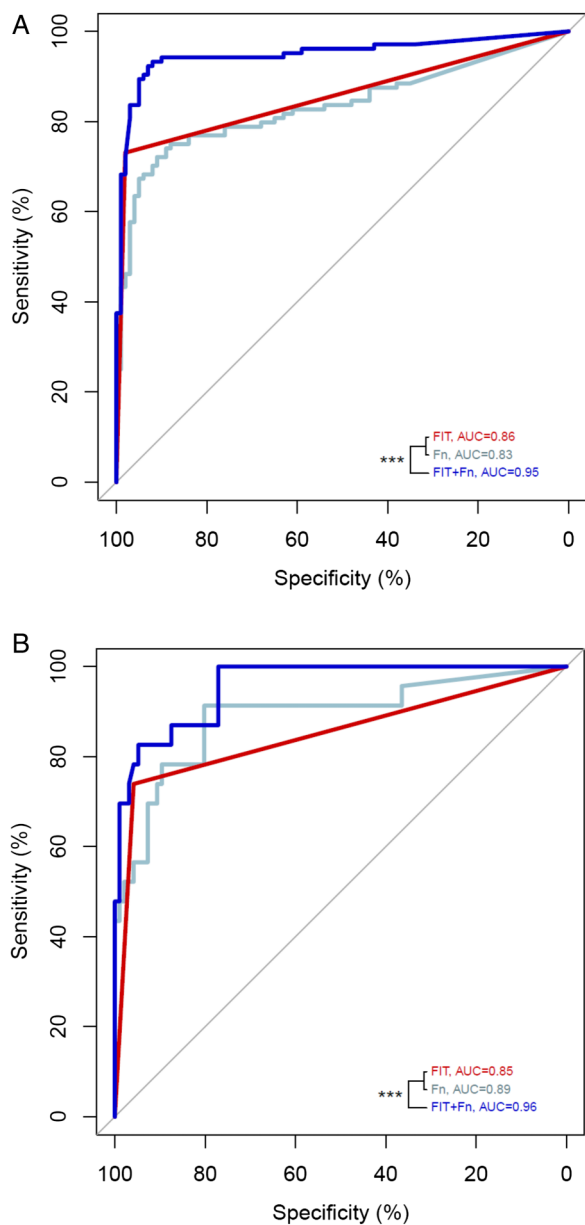 A
100
80
60
40
20
0
Sensitivity (%)
FIT, AUC=0.86
*** Fn, AUC=0.83
FIT+Fn, AUC=0.95
100 80 60 40 20 0
Specificity (%)
B
100
80
60
40
20
0
Sensitivity (%)
FIT, AUC=0.85
*** Fn, AUC=0.89
FIT+Fn, AUC=0.96
100 80 60 40 20 0
Specificity (%)